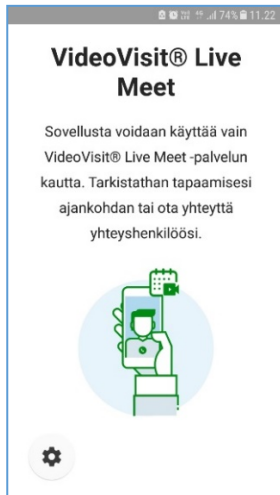 74% 11.22
VideoVisit® Live
Meet
Sovellusta voidaan käyttää vain
VideoVisit® Live Meet -palvelun
kautta. Tarkistathan tapaamisesi
ajankohdan tai ota yhteyttä
yhteyshenkilöösi.